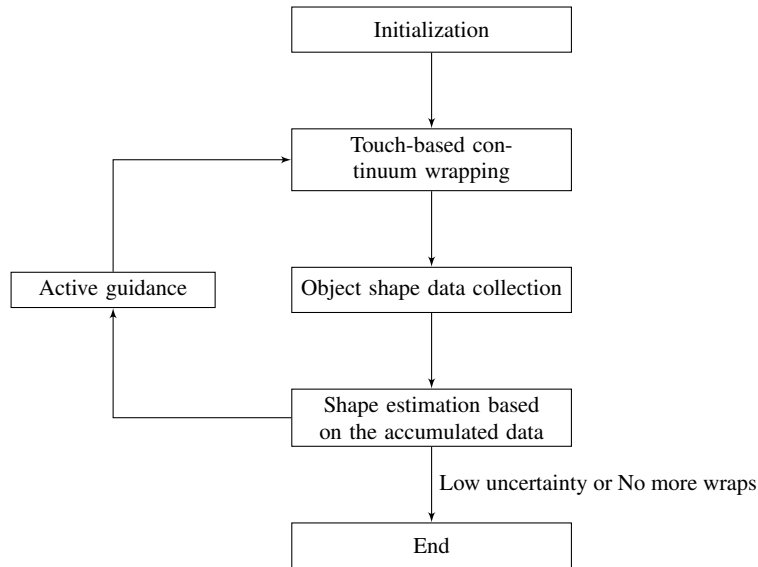 Initialization
Touch-based con-
tinuum wrapping
Active guidance
Object shape data collection
Shape estimation based
on the accumulated data
Low uncertainty or No more wraps
End